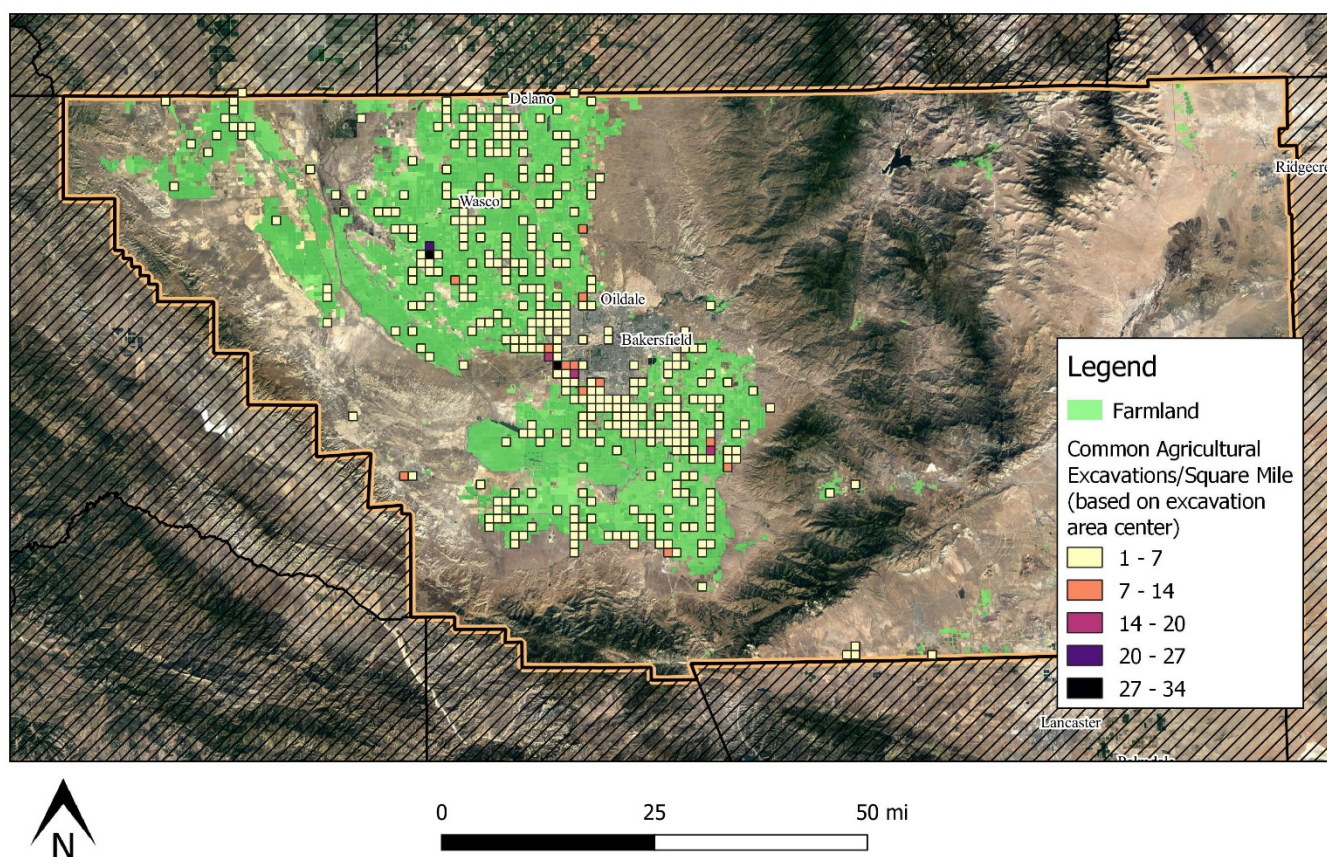 Delano
Ridgecre
Wasco
Oildale
Bakersfield
Legend
Farmland
Common Agricultural
Excavations/Square Mile
(based on excavation
area center)
1 - 7
7 - 14
14 - 20
20 - 27
27 - 34
Lancaster
N
0 25 50 mi